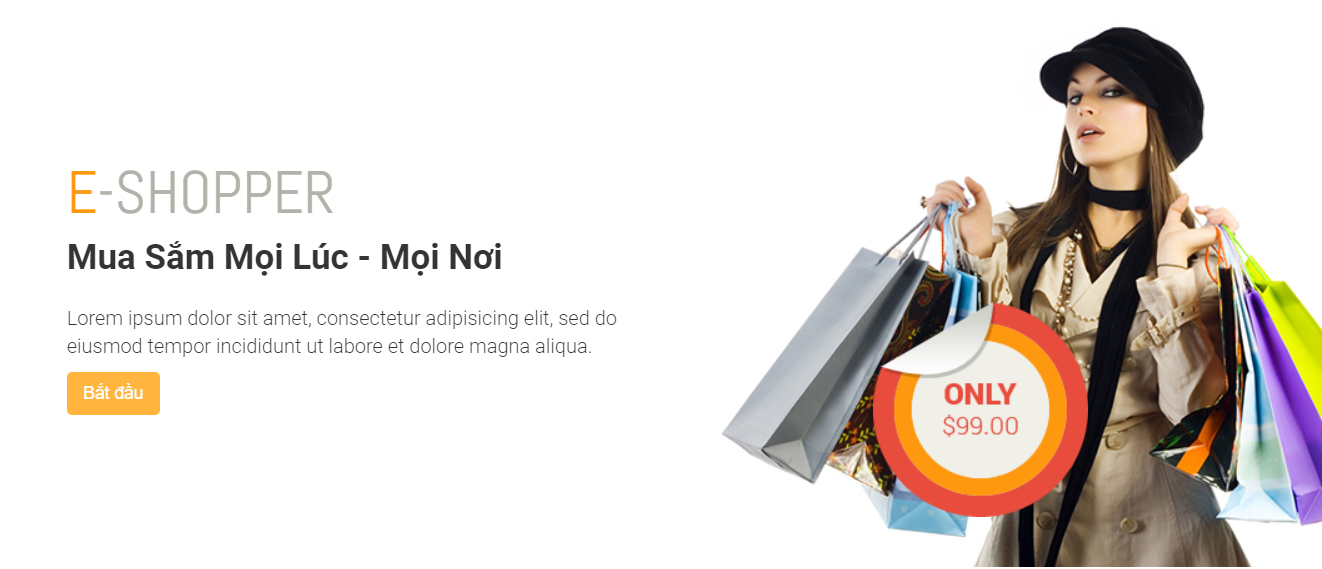 E-SHOPPER
Mua Sắm Mọi Lúc - Mọi Nơi
Lorem ipsum dolor sit amet, consectetur adipisicing elit, sed do
eiusmod tempor incididunt ut labore et dolore magna aliqua.
Bắt đầu
ONLY
$99.00